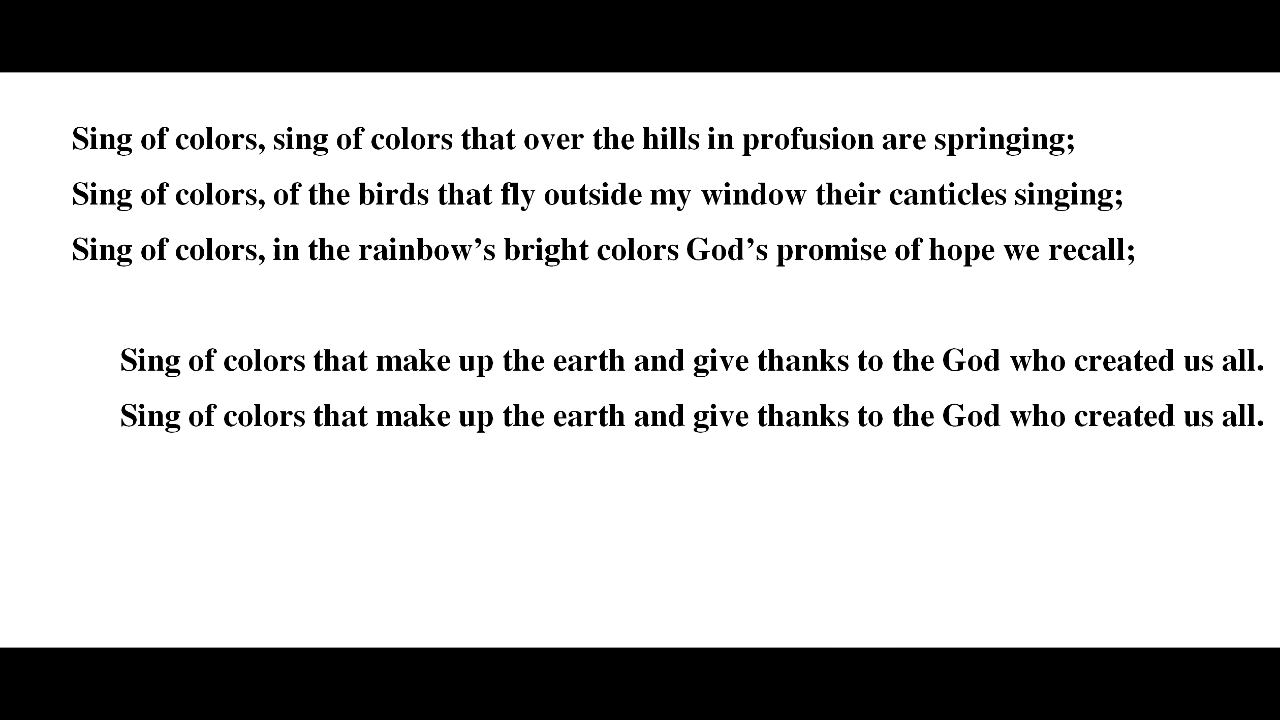 Sing of colors, sing of colors that over the hills in profusion are springing;
Sing of colors, of the birds that fly outside my window their canticles singing;
Sing of colors, in the rainbow’s bright colors God’s promise of hope we recall;
Sing of colors that make up the earth and give thanks to the God who created us all.
Sing of colors that make up the earth and give thanks to the God who created us all.